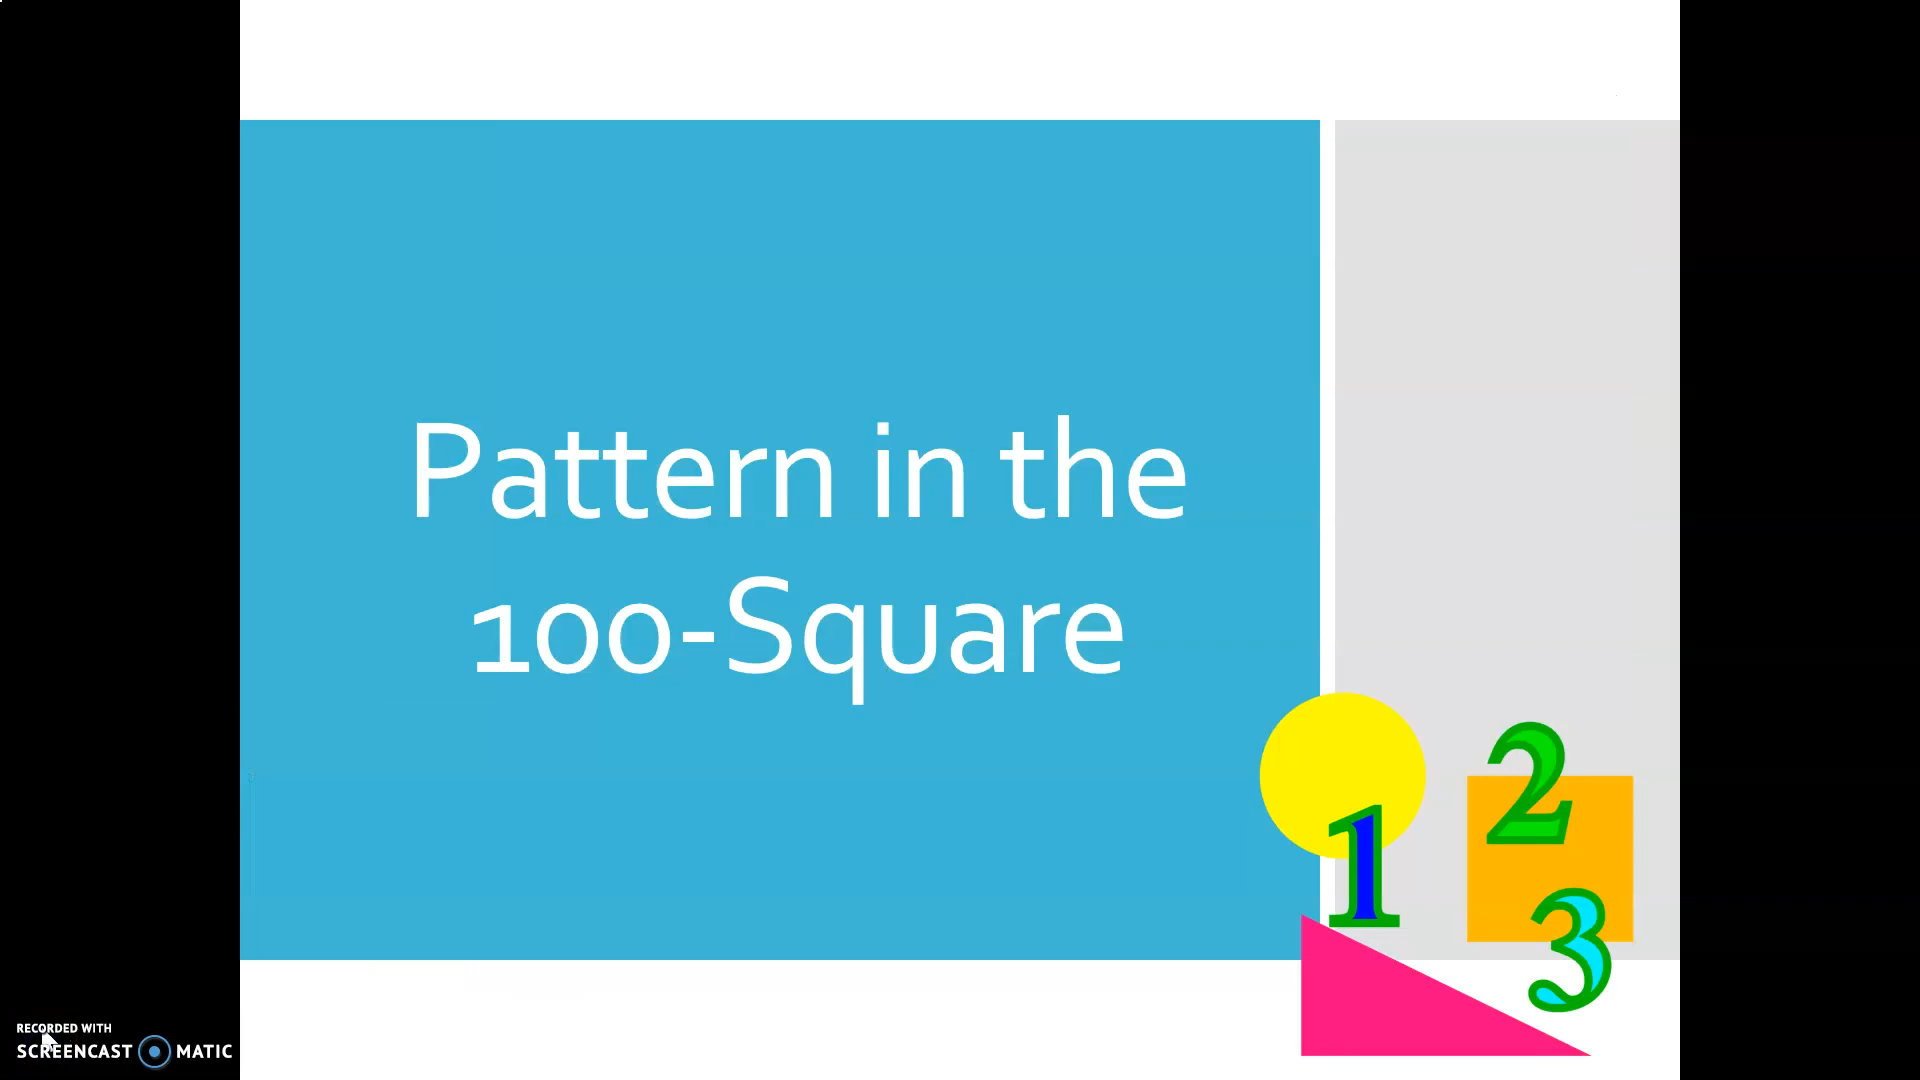 Pattern in the
100-Square
1
2
3
RECORDED WITH
SCREENCAST MATIC